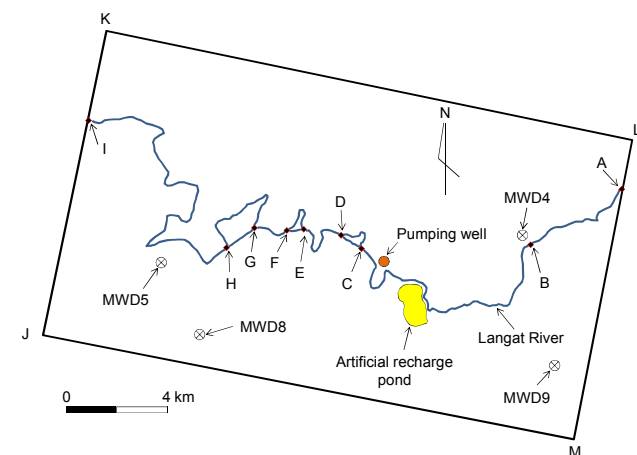 K
N
L
A
I
MWD4
D
Pumping well
G
F
E
H
C
B
MWD5
MWD8
Langat River
J
Artificial recharge
pond
MWD9
0 4 km
M